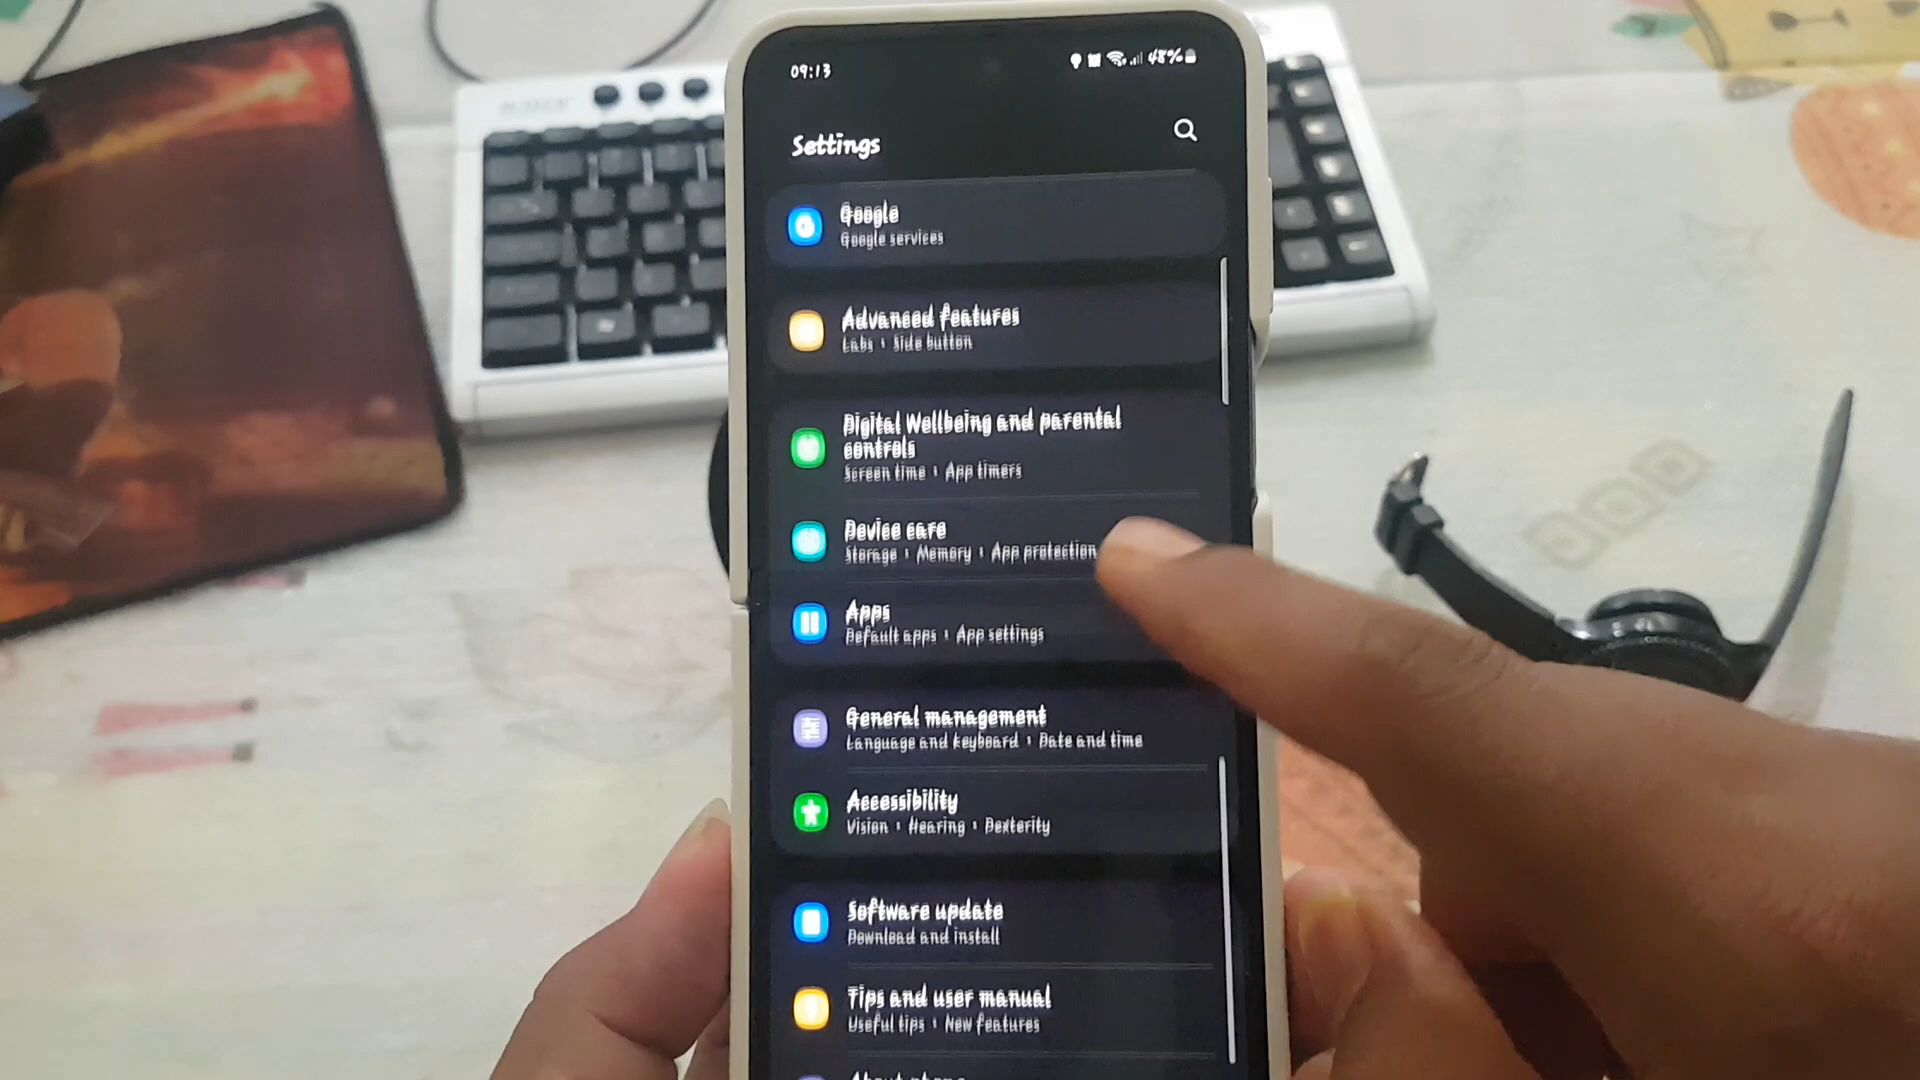 09:13
48%
Settings
Google
Google services
Advanced features
Labs • Side button
Digital Wellbeing and parental
controls
Screen time • App timers
Device care
Storage • Memory • App protection
Apps
Default apps • App settings
General management
Language and keyboard • Date and time
Accessibility
Vision • Hearing • Dexterity
Software update
Download and install
Tips and user manual
Useful tips • New features
About phone